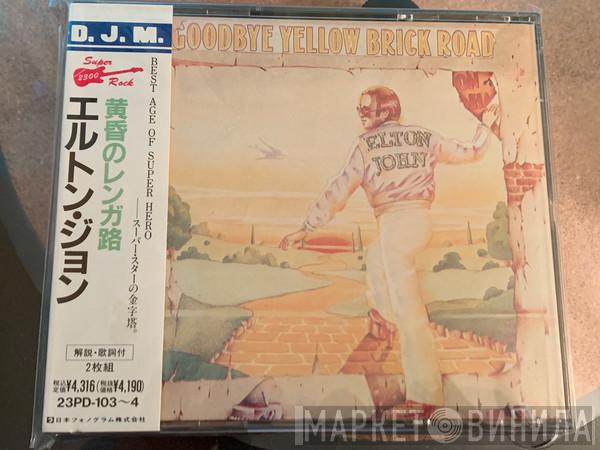 D.J.M.
Super
2300
Rock
BEST AGE OF SUPER HERO
——スーパー・スターの金字塔。
黄昏のレンガ路
エルトン・ジョン
解説・歌詞付
2枚組
税込定価¥4,316(税抜価格¥4,190)
23PD-103〜4
日本フォノグラム株式会社
GOODBYE YELLOW BRICK ROAD
ELTON
JOHN
МАРКЕТ ВИНИЛА